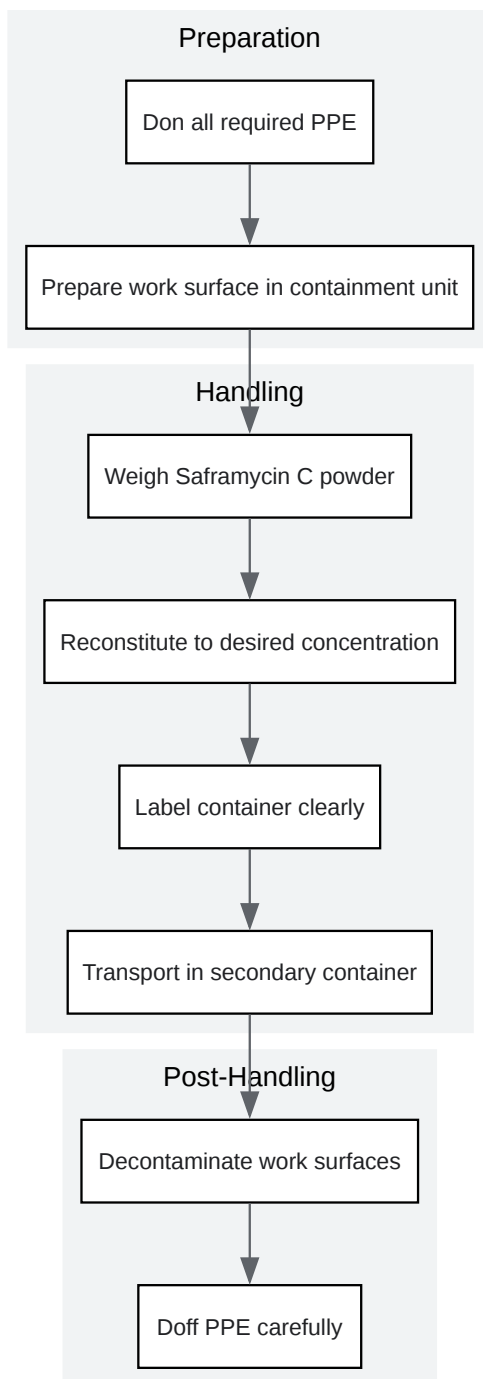 Preparation
Don all required PPE
Prepare work surface in containment unit
Handling
Weigh Saframycin C powder
Reconstitute to desired concentration
Label container clearly
Transport in secondary container
Post-Handling
Decontaminate work surfaces
Doff PPE carefully